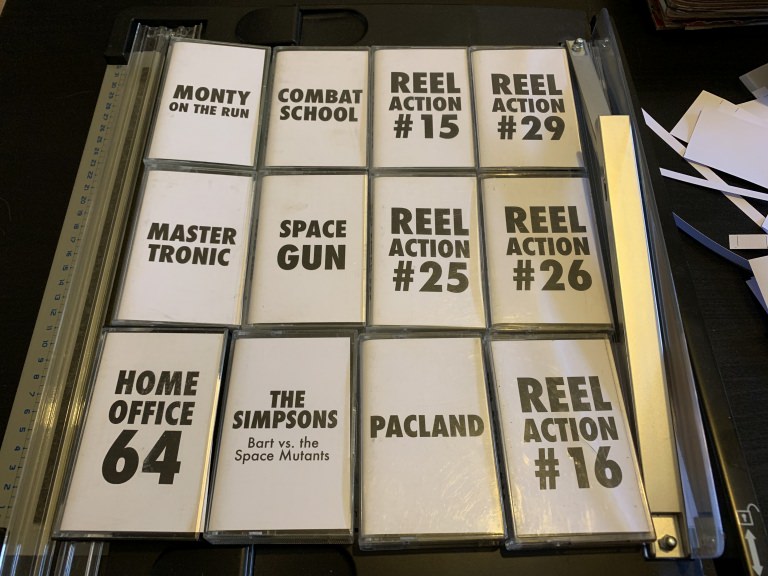 MONTY
ON THE RUN
COMBAT
SCHOOL
REEL
ACTION
#15
REEL
ACTION
#29
MASTER
TRONIC
SPACE
GUN
REEL
ACTION
#25
REEL
ACTION
#26
HOME
OFFICE
64
THE
SIMPSONS
Bart vs. the
Space Mutants
PACLAND
REEL
ACTION
#16